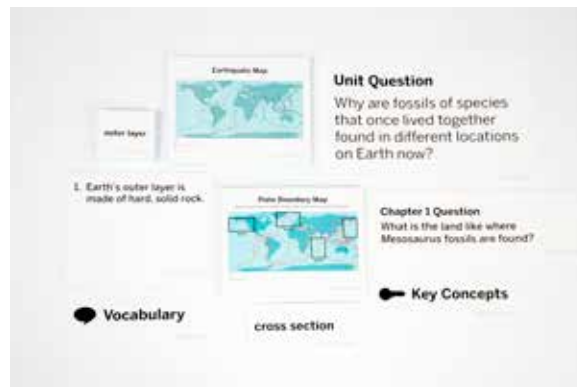 Earthquake Map
Unit Question
Why are fossils of species
that once lived together
found in different locations
on Earth now?
outer layer
1. Earth's outer layer is
made of hard, solid rock.
Plate Boundary Map
Chapter 1 Question
What is the land like where
Mesosaurus fossils are found?
Key Concepts
Vocabulary
cross section